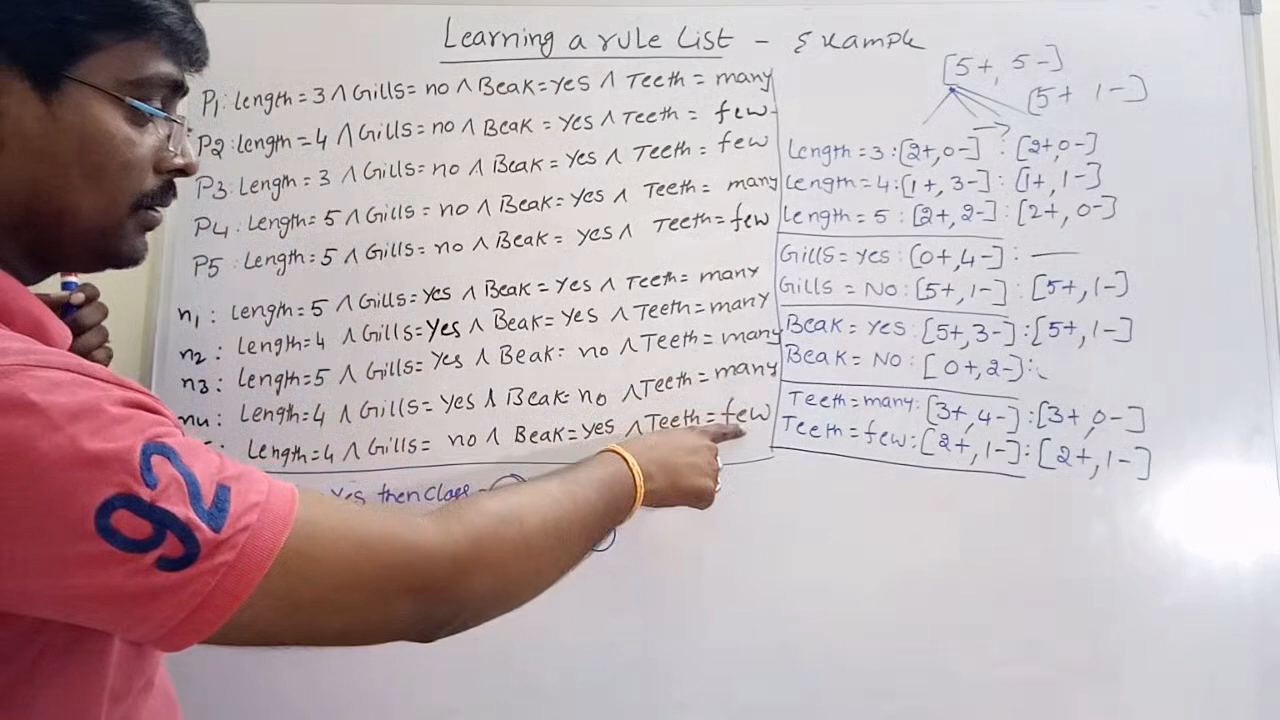 Learning a rule List - Example
P1: Length = 3 ∧ Gills = no ∧ Beak = Yes ∧ Teeth = many
P2: Length = 4 ∧ Gills = no ∧ Beak = Yes ∧ Teeth = few
P3: Length = 3 ∧ Gills = no ∧ Beak = Yes ∧ Teeth = few
P4: Length = 5 ∧ Gills = no ∧ Beak = Yes ∧ Teeth = many
P5: Length = 5 ∧ Gills = no ∧ Beak = Yes ∧ Teeth = few
n1: Length = 5 ∧ Gills = Yes ∧ Beak = Yes ∧ Teeth = many
n2: Length = 4 ∧ Gills = Yes ∧ Beak = Yes ∧ Teeth = many
n3: Length = 5 ∧ Gills = Yes ∧ Beak = no ∧ Teeth = many
n4: Length = 4 ∧ Gills = Yes ∧ Beak = no ∧ Teeth = many
Length = 4 ∧ Gills = no ∧ Beak = Yes ∧ Teeth = few
Yes then Class =
[5+, 5-]
[5+ 1-]
Length = 3 : [2+, 0-] : [2+, 0-]
Length = 4 : [1+, 3-] : [1+, 1-]
Length = 5 : [2+, 2-] : [2+, 0-]
Gills = Yes : [0+, 4-] : —
Gills = No : [5+, 1-] : [5+, 1-]
Beak = Yes : [5+, 3-] : [5+, 1-]
Beak = No : [0+, 2-] :
Teeth = many : [3+, 4-] : [3+, 0-]
Teeth = few : [2+, 1-] : [2+, 1-]
92